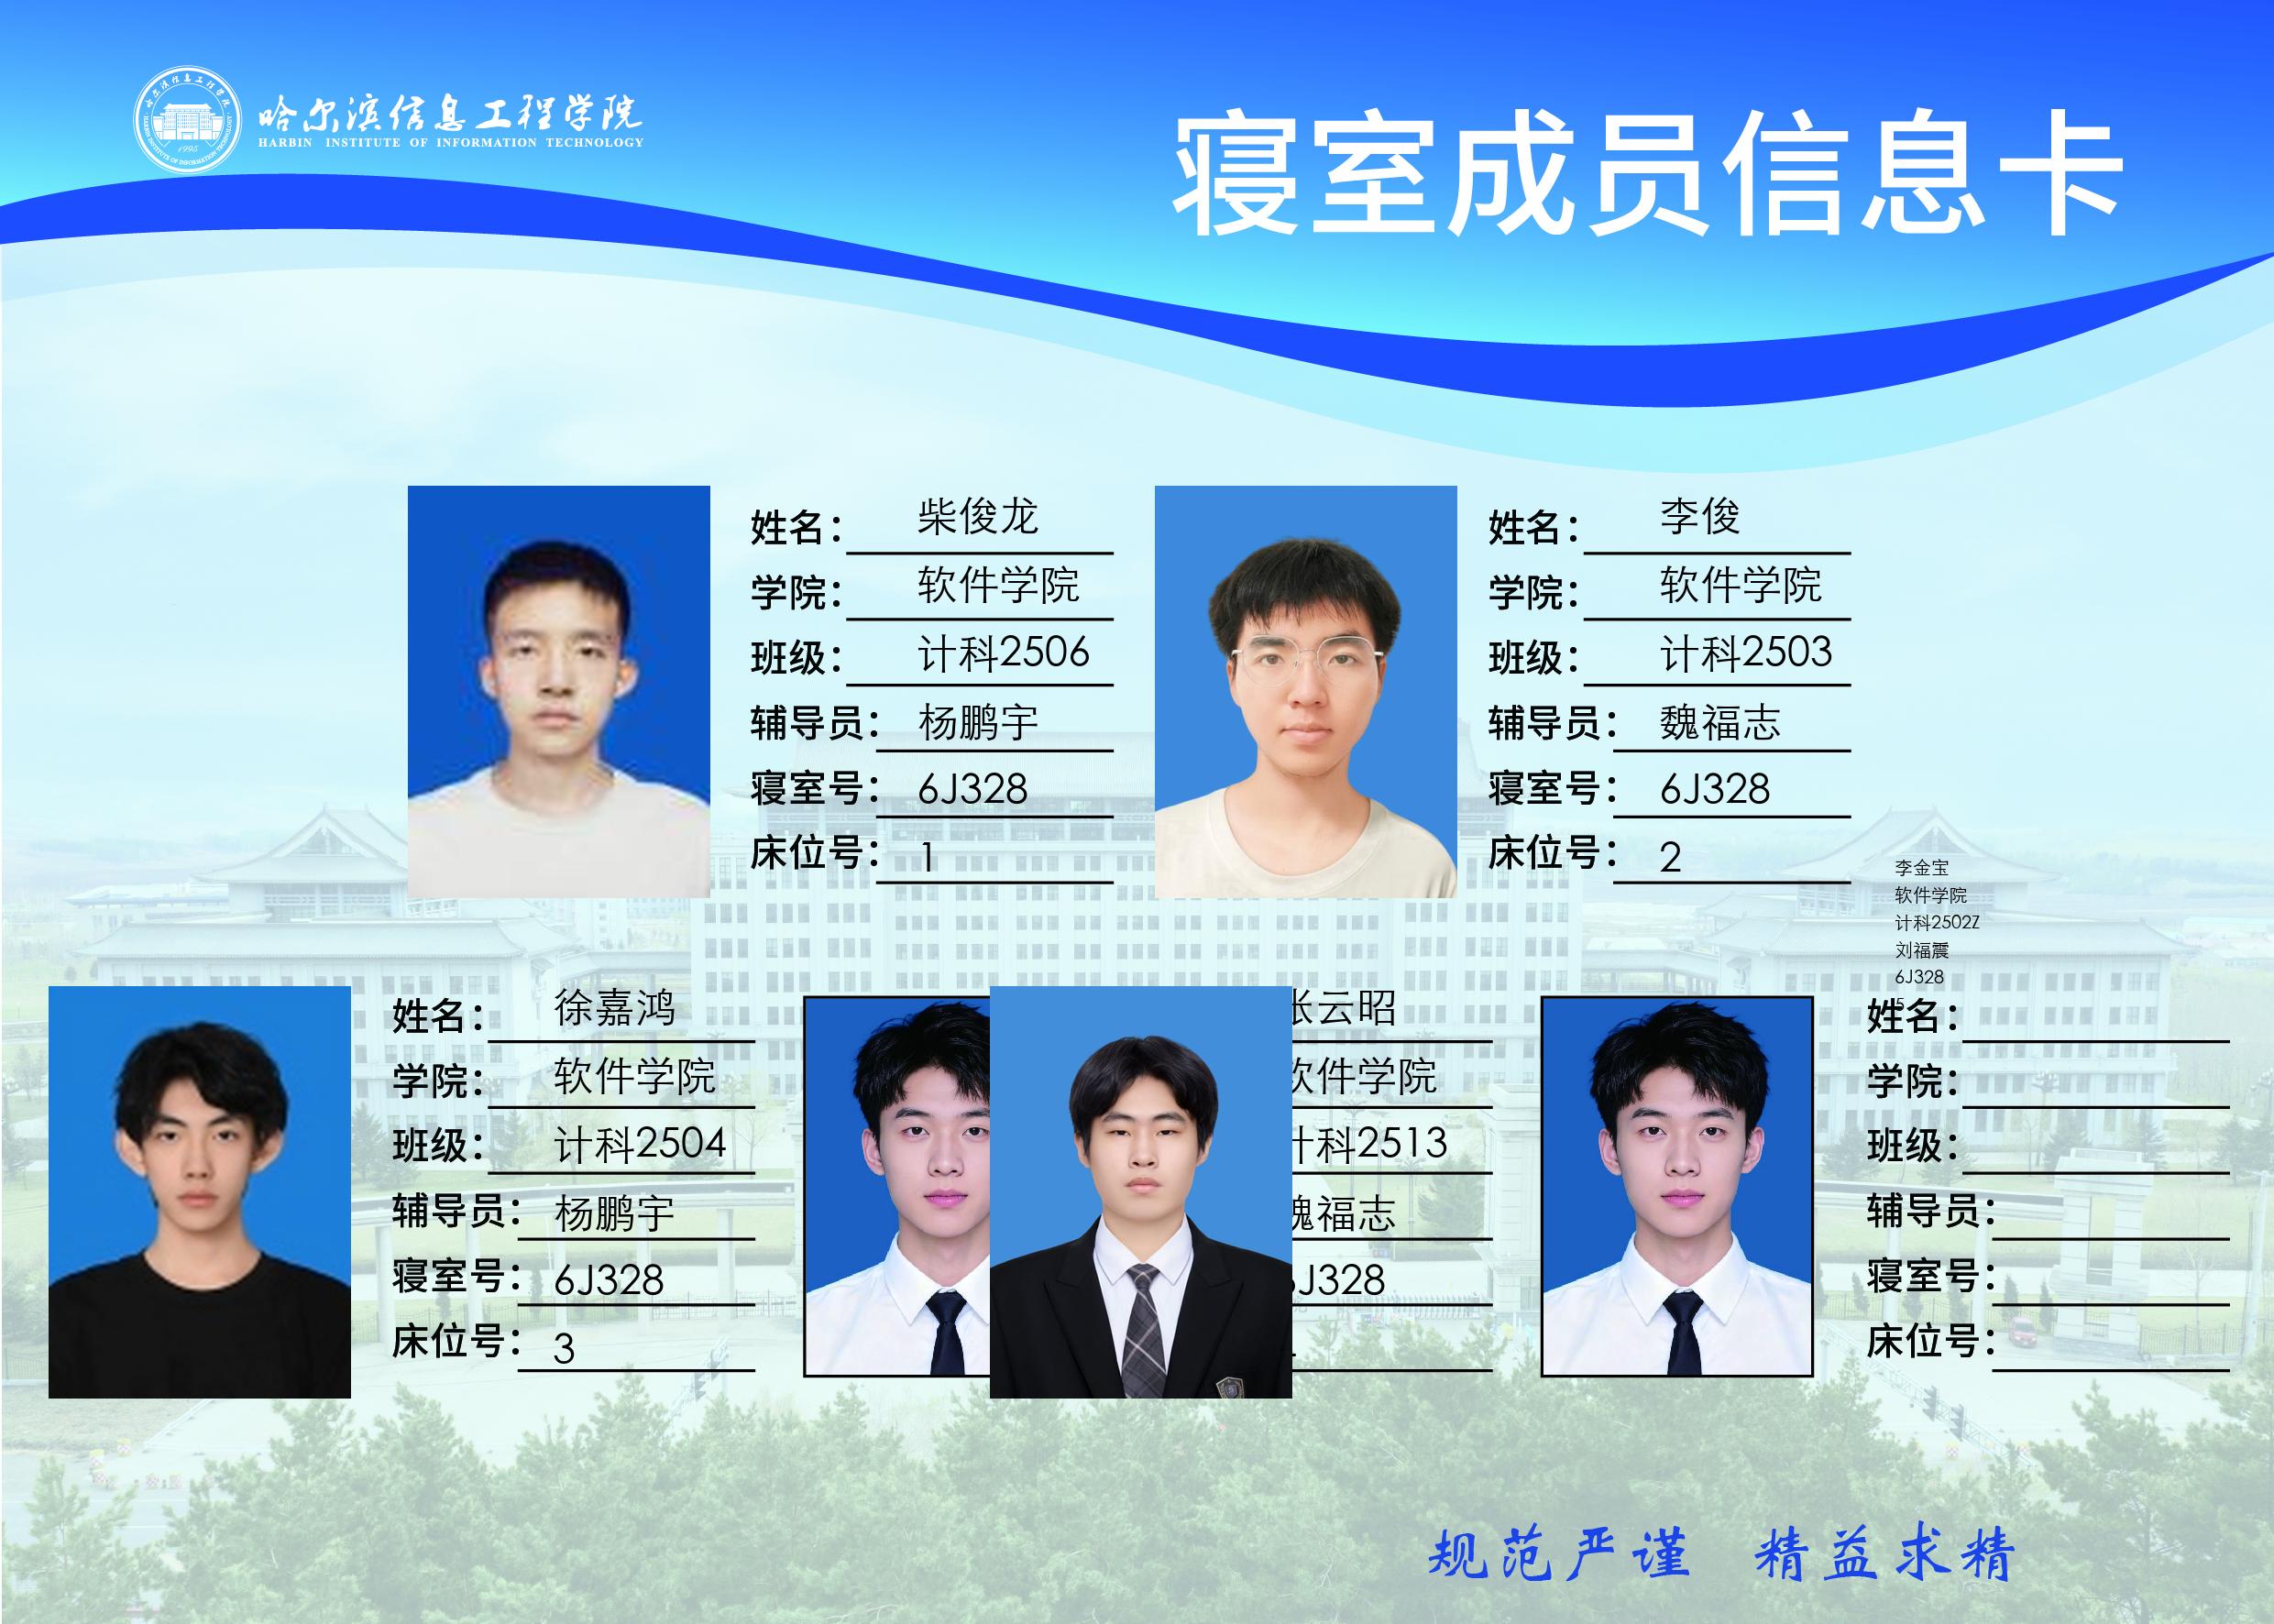 哈尔滨信息工程学院
HARBIN INSTITUTE OF INFORMATION TECHNOLOGY
1995
寝室成员信息卡
姓名： 柴俊龙
学院： 软件学院
班级： 计科2506
辅导员： 杨鹏宇
寝室号： 6J328
床位号： 1
姓名： 李俊
学院： 软件学院
班级： 计科2503
辅导员： 魏福志
寝室号： 6J328
床位号： 2
李金宝
软件学院
计科2502Z
刘福震
6J328
5
姓名： 徐嘉鸿
学院： 软件学院
班级： 计科2504
辅导员： 杨鹏宇
寝室号： 6J328
床位号： 3
张云昭
软件学院
计科2513
魏福志
6J328
姓名：
学院：
班级：
辅导员：
寝室号：
床位号：
规范严谨 精益求精